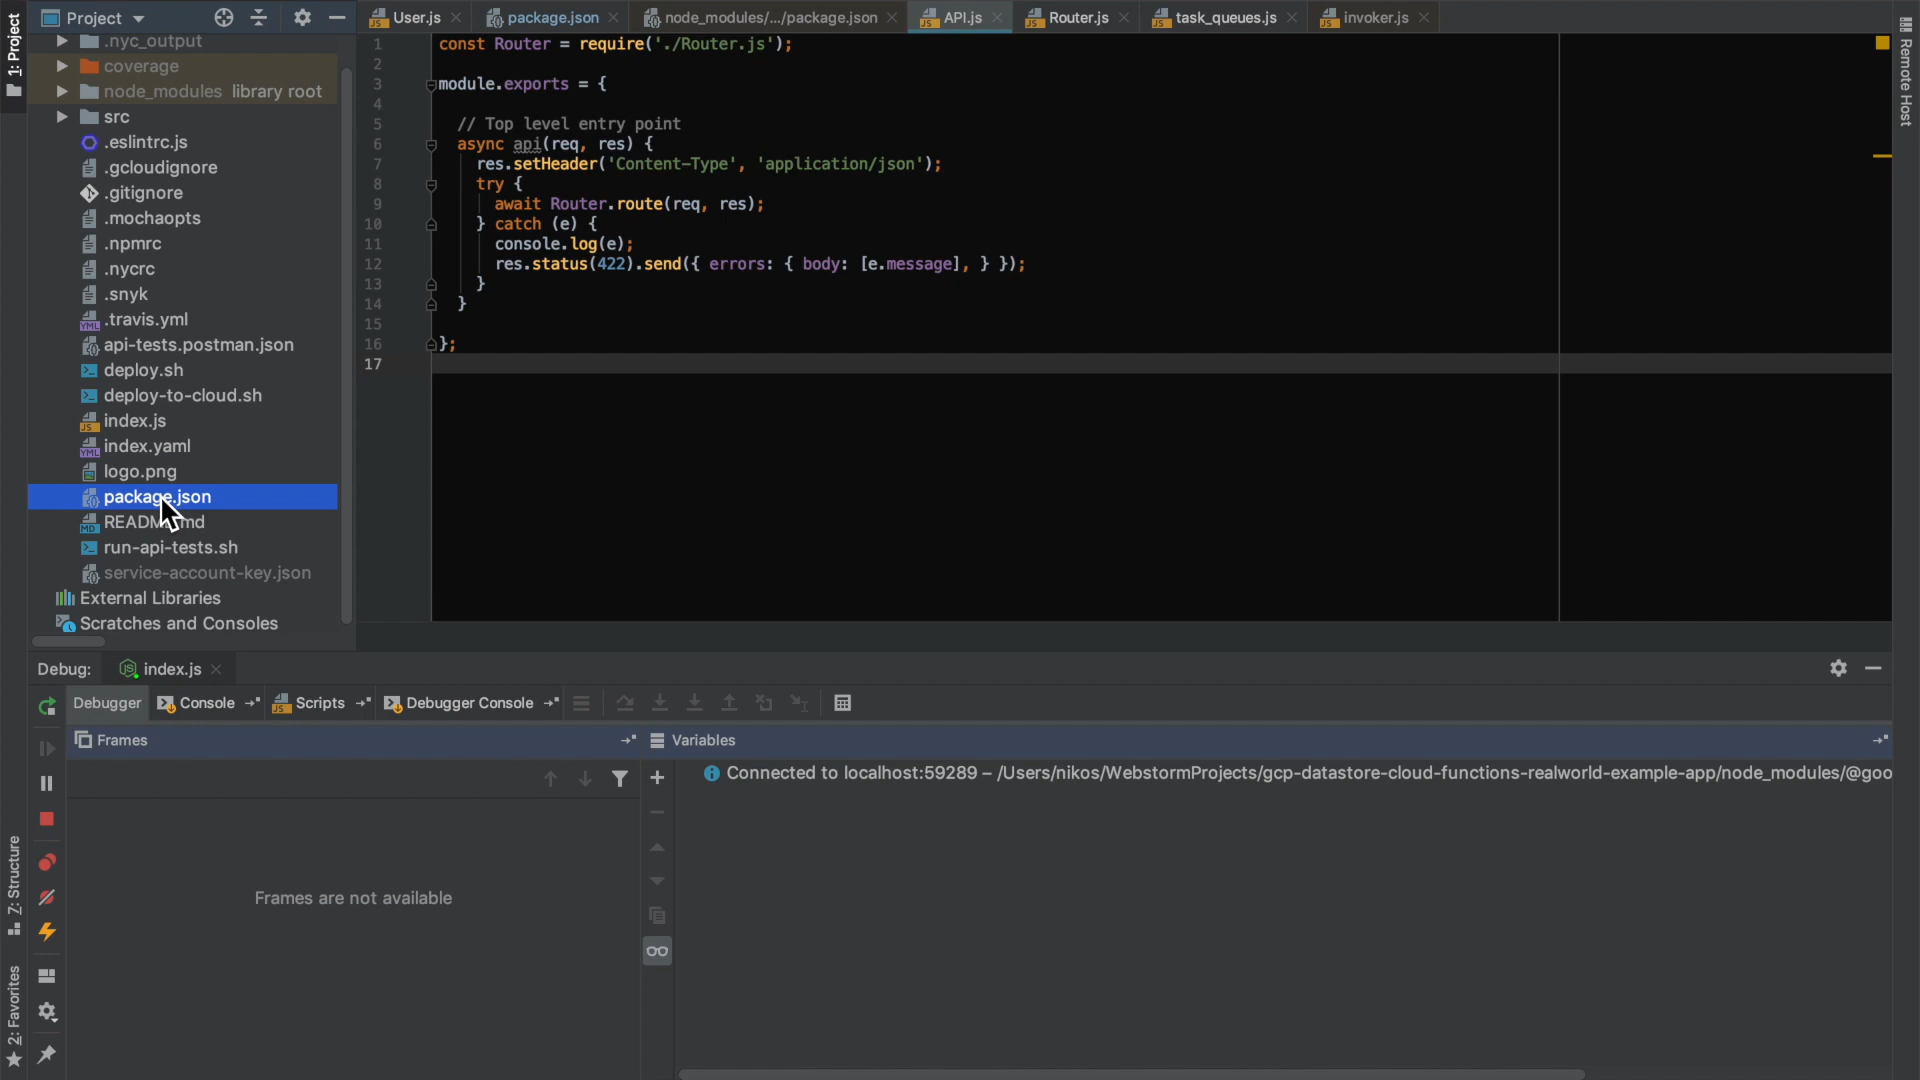 1: Project
Project
User.js
package.json
node_modules/.../package.json
API.js
Router.js
task_queues.js
invoker.js
Remote Host
.nyc_output
coverage
node_modules library root
src
.eslintrc.js
.gcloudignore
.gitignore
.mochaopts
.npmrc
.nycrc
.snyk
.travis.yml
api-tests.postman.json
deploy.sh
deploy-to-cloud.sh
index.js
index.yaml
logo.png
package.json
run-api-tests.sh
service-account-key.json
External Libraries
Scratches and Consoles
1 const Router = require('./Router.js');
2
3 module.exports = {
4
5 // Top level entry point
6 async api(req, res) {
7 res.setHeader('Content-Type', 'application/json');
8 try {
9 await Router.route(req, res);
10 } catch (e) {
11 console.log(e);
12 res.status(422).send({ errors: { body: [e.message], } });
13 }
14 }
15
16 };
17
Debug: index.js
Debugger Console Scripts Debugger Console
Frames
Variables
Connected to localhost:59289 – /Users/nikos/WebstormProjects/gcp-datastore-cloud-functions-realworld-example-app/node_modules/@goo
Frames are not available
Z: Structure
2: Favorites